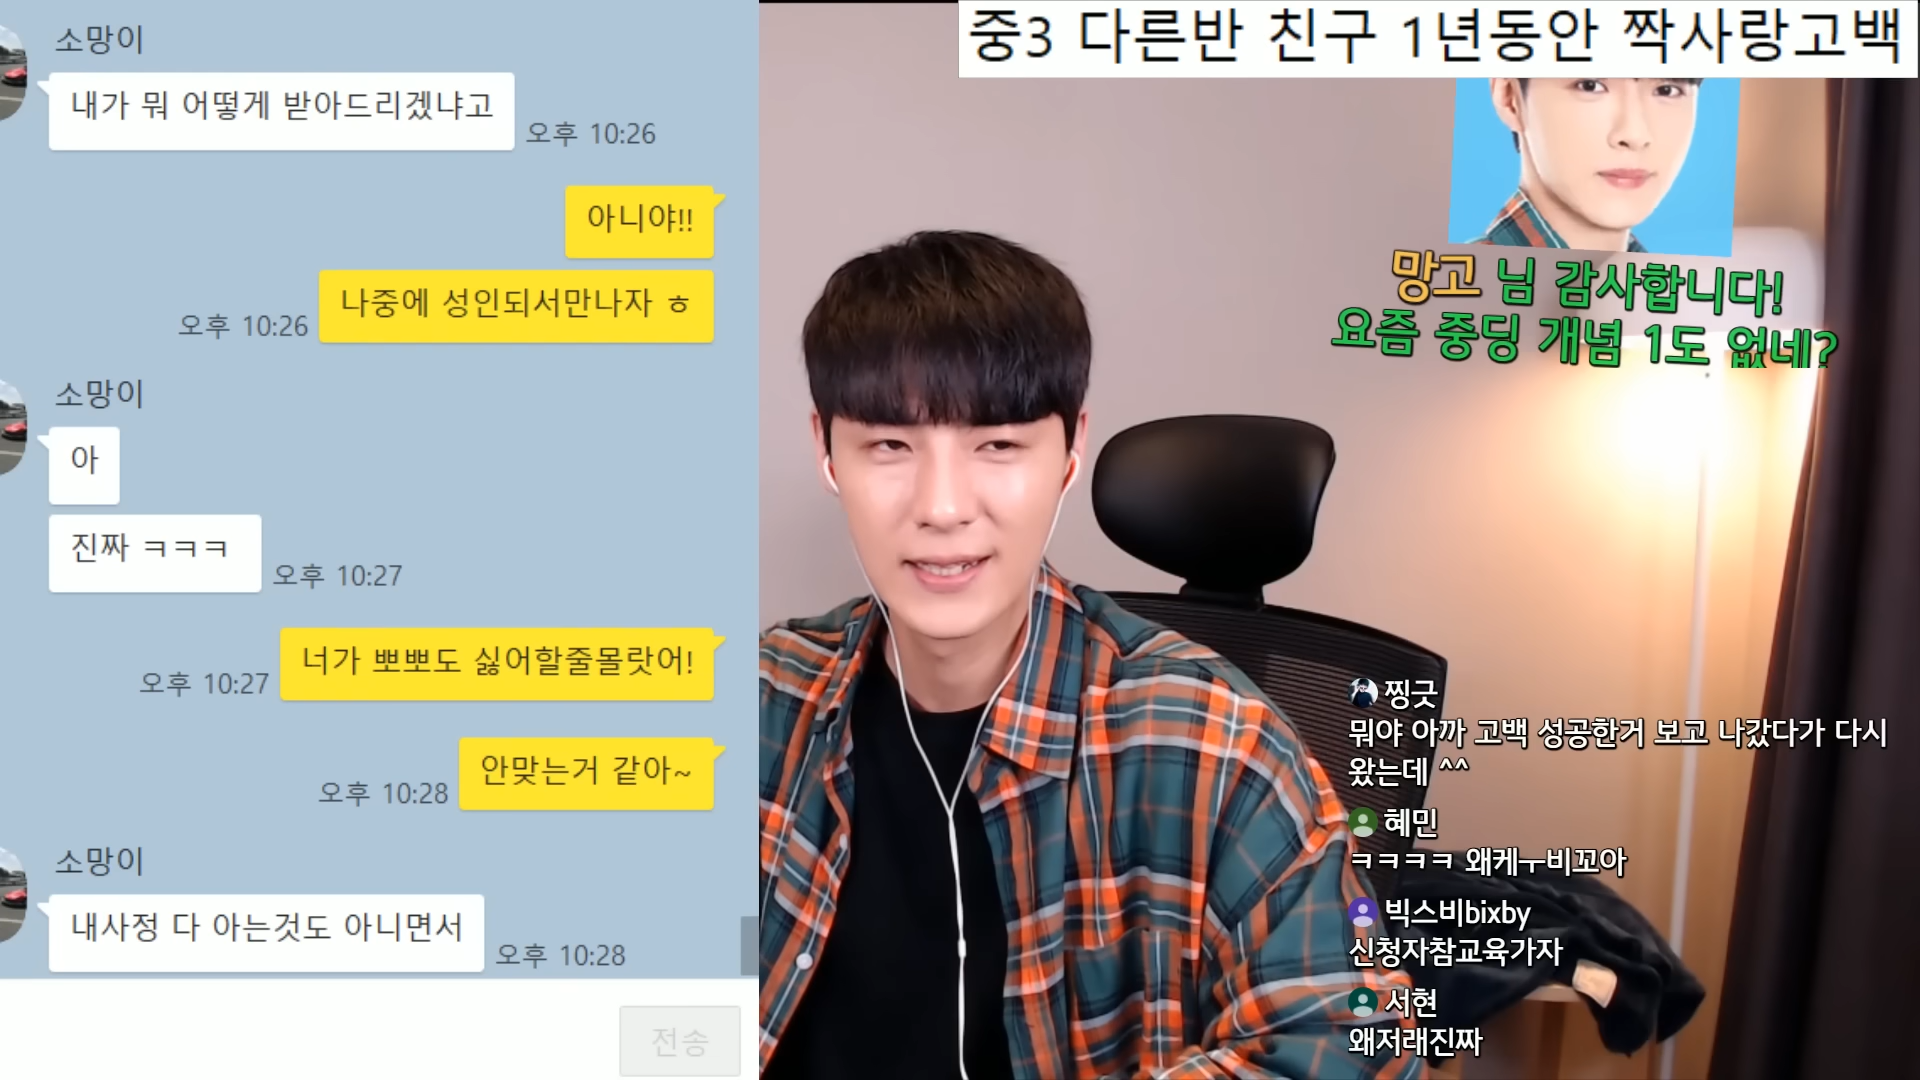 중3 다른반 친구 1년동안 짝사랑고백
소망이
내가 뭐 어떻게 받아드리겠냐고
오후 10:26
아니야!!
나중에 성인되서만나자 ㅎ
오후 10:26
소망이
아
진짜 ㅋㅋㅋ
오후 10:27
너가 뽀뽀도 싫어할줄몰랏어!
오후 10:27
안맞는거 같아~
오후 10:28
소망이
내사정 다 아는것도 아니면서
오후 10:28
전송
망고 님 감사합니다!
요즘 중딩 개념 1도 없네?
찡긋
뭐야 아까 고백 성공한거 보고 나갔다가 다시
왔는데 ^^
혜민
ㅋㅋㅋㅋ 왜케ㅜ비꼬아
빅스비bixby
신청자참교육가자
서현
왜저래진짜